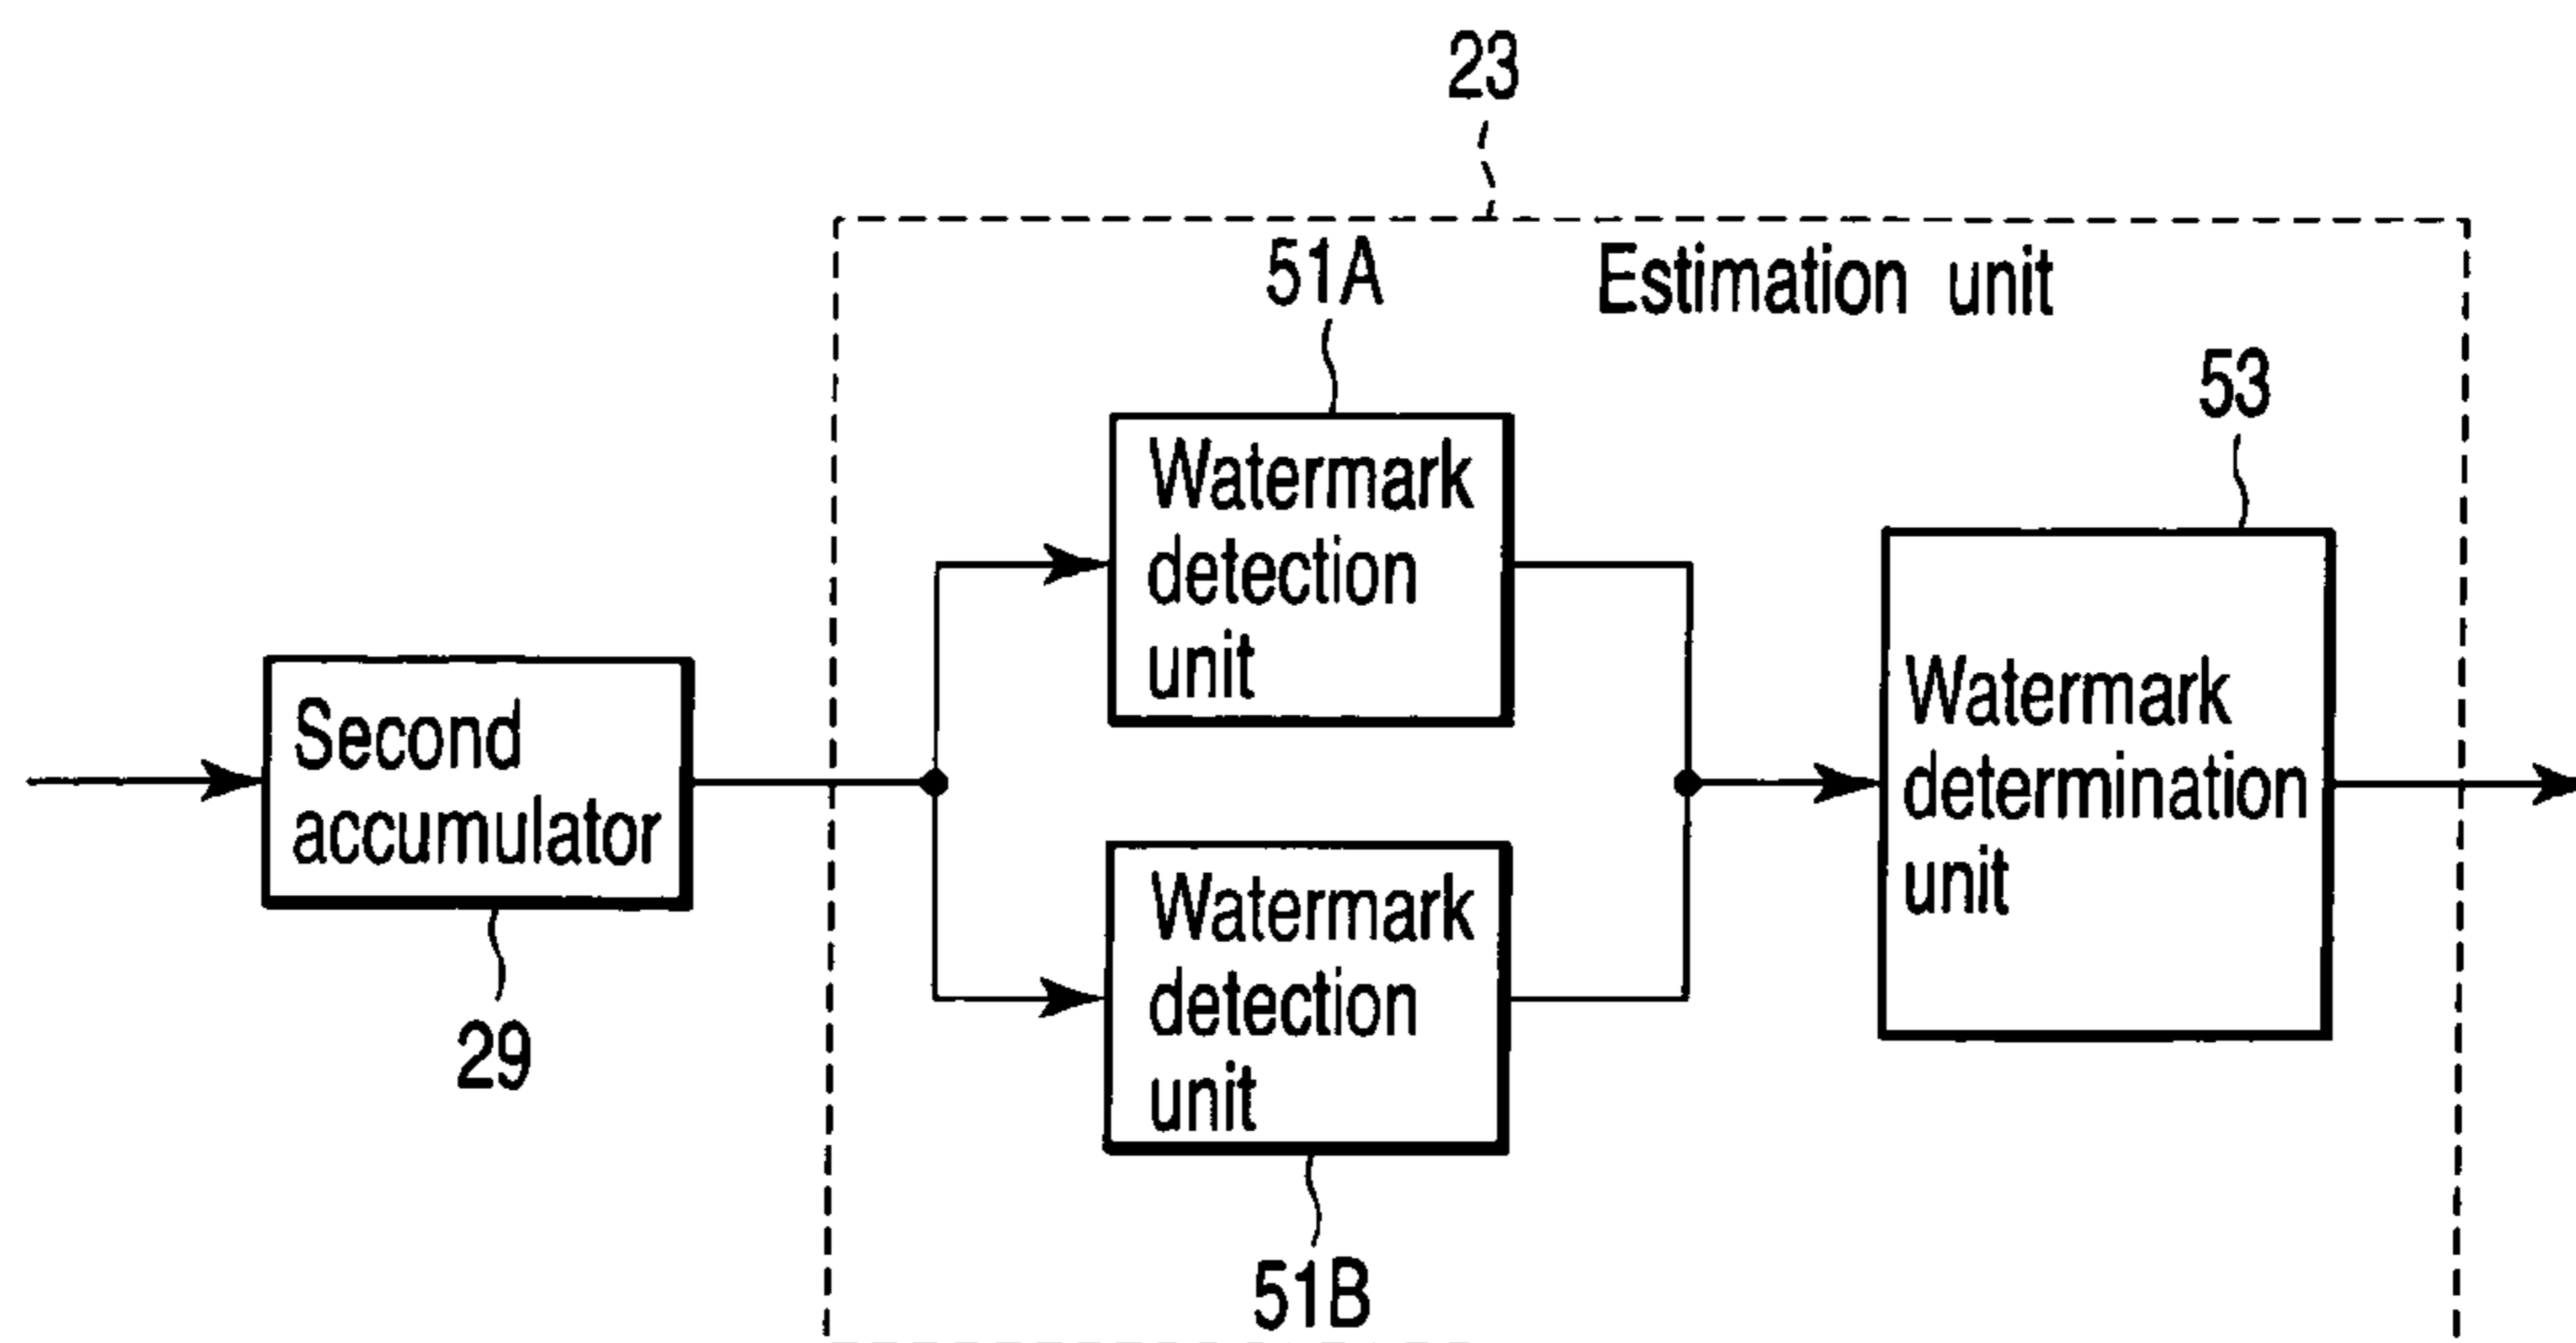 23
51A
Estimation unit
53
Watermark
detection
unit
Second
accumulator
29
Watermark
determination
unit
Watermark
detection
unit
51B